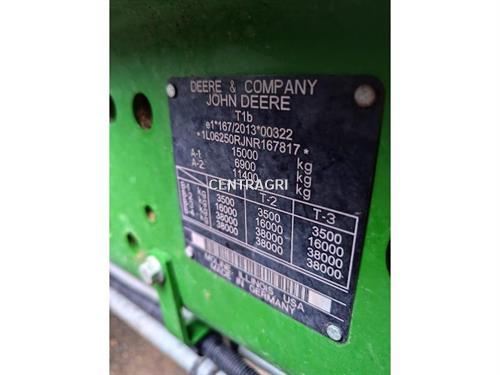 DEERE & COMPANY
JOHN DEERE
T1b
e1*167/2013*00322
*1L06250RJNR167817*
15000 kg
A-1: 6900 kg
A-2: 11400 kg
CENTRAGRI
T-2 T-3
3500 3500 3500
16000 16000 16000
38000 38000 38000
38000 38000 38000
MOLINE, ILLINOIS USA
MADE IN GERMANY